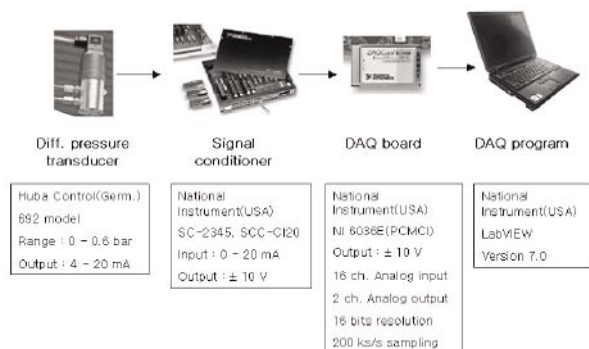 Diff. pressure
transducer
Signal
conditioner
DAQ board
DAQ program
Huba Control(Germ.)
692 model
Range : 0 - 0.6 bar
Output : 4 - 20 mA
National
Instrument(USA)
SC-2345, SCC-CI20
Input : 0 - 20 mA
Output : ± 10 V
National
Instrument(USA)
NI 6036E(PCMCI)
Output : ± 10 V
16 ch. Analog input
2 ch. Analog output
16 bits resolution
200 ks/s sampling
National
Instrument(USA)
LabVIEW
Version 7.0